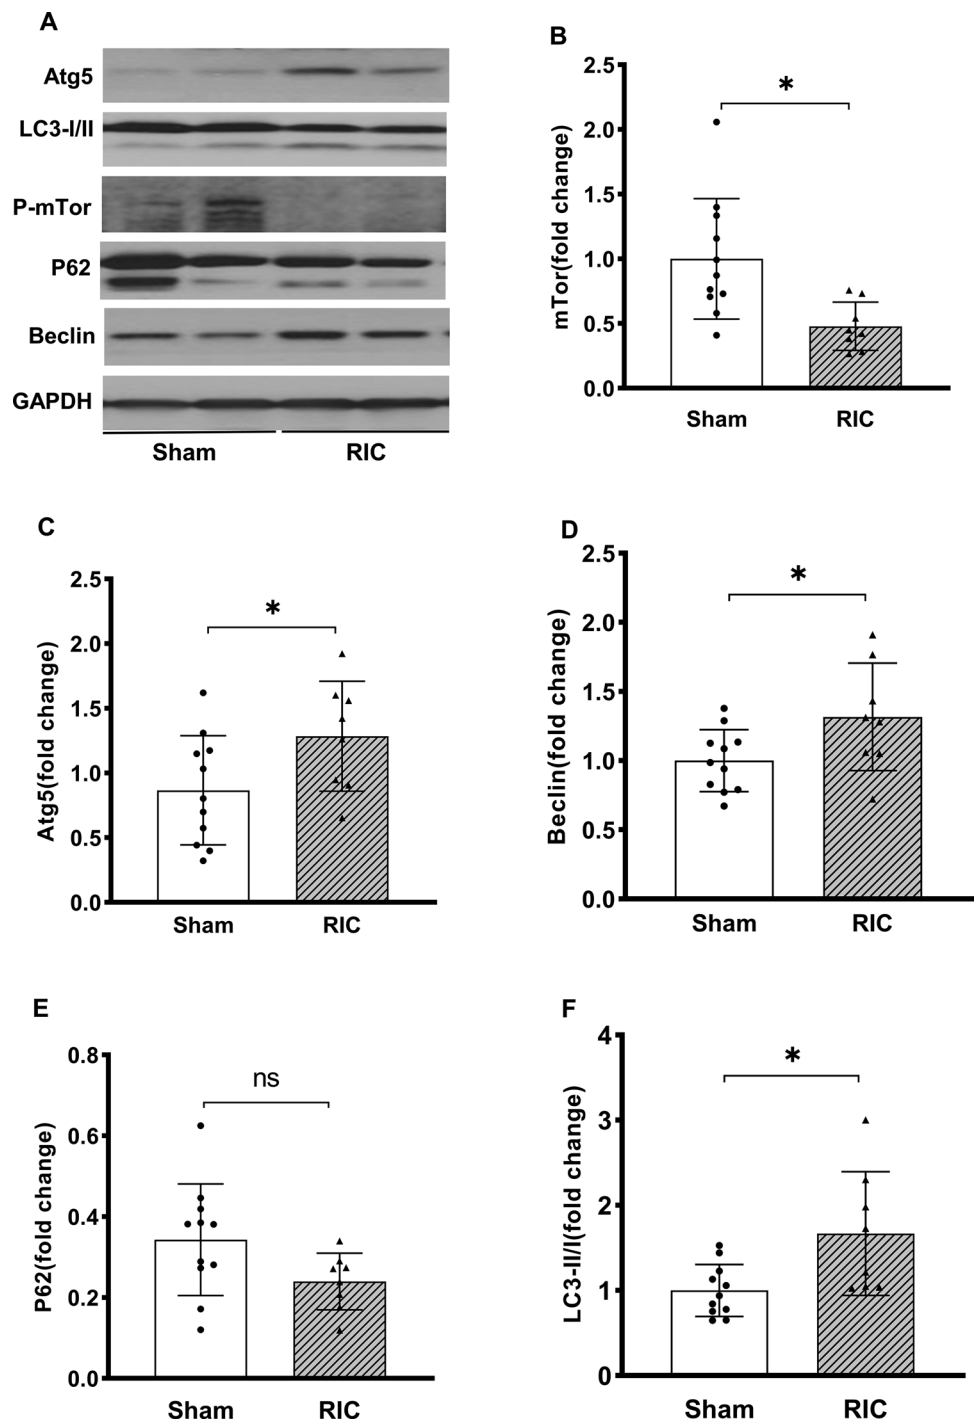 A
Atg5
LC3-I/II
P-mTor
P62
Beclin
GAPDH
Sham RIC
B
mTor(fold change)
2.5
2.0
1.5
1.0
0.5
0.0
*
Sham RIC
C
Atg5(fold change)
2.5
2.0
1.5
1.0
0.5
0.0
*
Sham RIC
D
Beclin(fold change)
2.5
2.0
1.5
1.0
0.5
0.0
*
Sham RIC
E
P62(fold change)
0.8
0.6
0.4
0.2
0.0
ns
Sham RIC
F
LC3-II/I(fold change)
4
3
2
1
0
*
Sham RIC